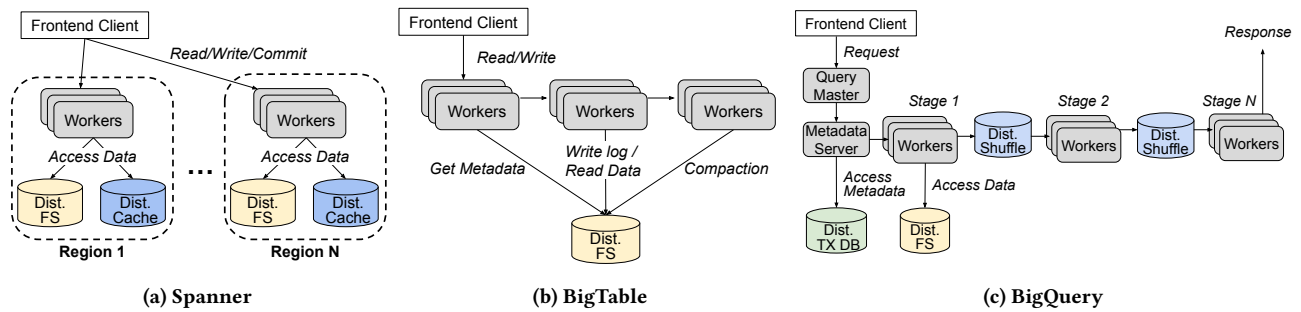 Frontend Client
Read/Write/Commit
Workers
Access Data
Dist.
FS
Dist.
Cache
Region 1
...
Workers
Access Data
Dist.
FS
Dist.
Cache
Region N
(a) Spanner
Frontend Client
Read/Write
Workers
Workers
Workers
Get Metadata
Write log /
Read Data
Compaction
Dist.
FS
(b) BigTable
Frontend Client
Request
Query
Master
Metadata
Server
Access
Metadata
Dist.
TX DB
Stage 1
Workers
Access Data
Dist.
FS
Dist.
Shuffle
Stage 2
Workers
Dist.
Shuffle
Stage N
Workers
Response
(c) BigQuery